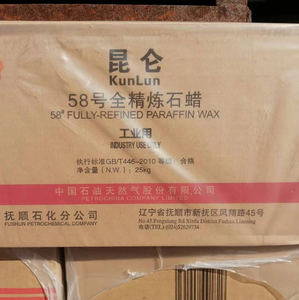 昆仑
KunLun
58号全精炼石蜡
58# FULLY-REFINED PARAFFIN WAX
工业用
INDUSTRY USE ONLY
执行标准GB/T446-2010 等级：合格
净含量(N.W.)：25kg
中国石油天然气股份有限公司
PETROCHINA COMPANY LIMITED
抚顺石化分公司
FUSHUN PETROCHEMICAL COMPANY
辽宁省抚顺市新抚区凤翔路45号